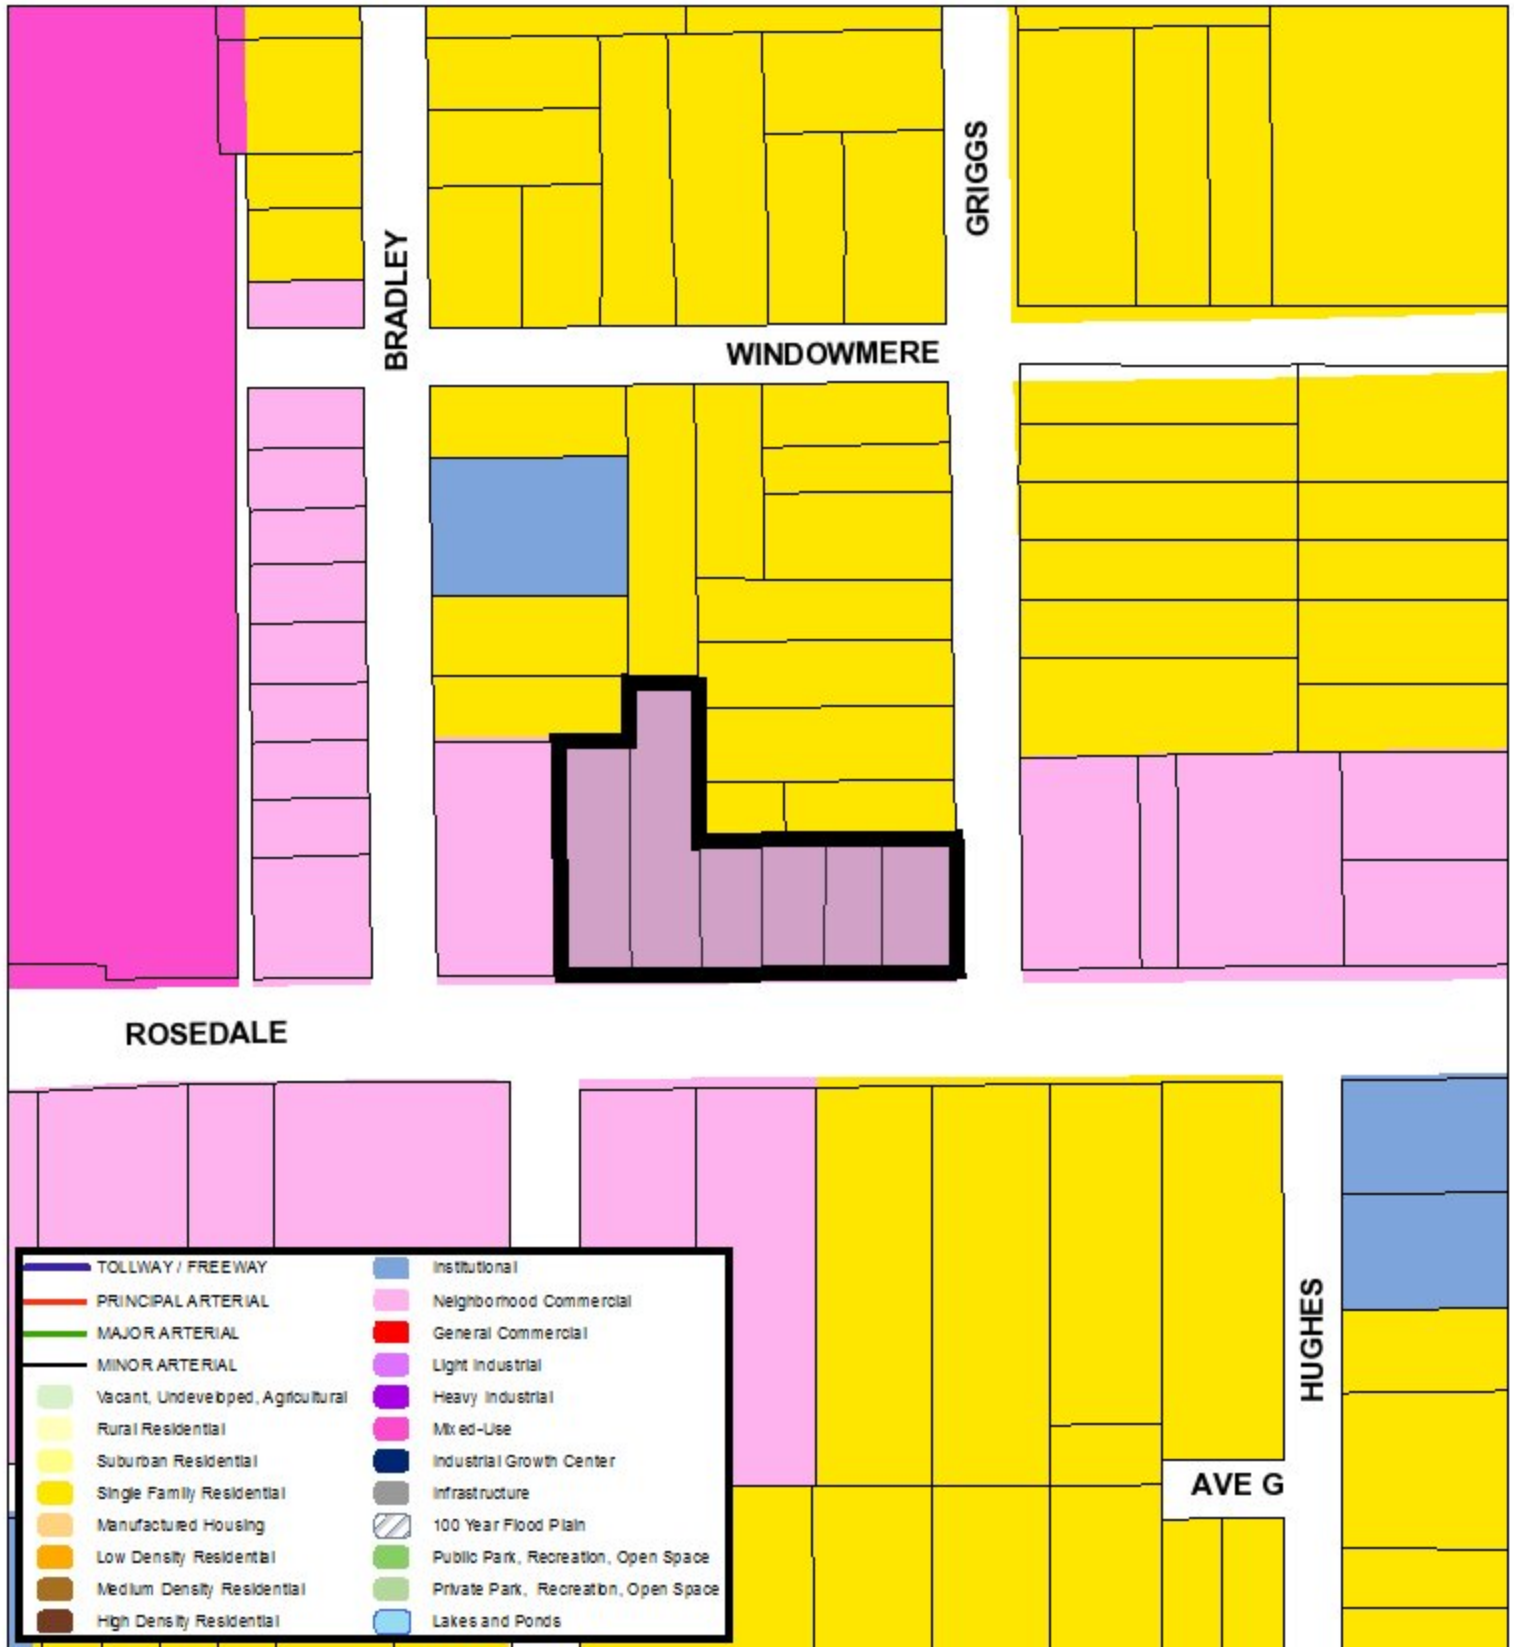 GRIGGS
BRADLEY
WINDOWMERE
ROSEDALE
HUGHES
AVE G
TOLLWAY / FREEWAY
PRINCIPAL ARTERIAL
MAJOR ARTERIAL
MINOR ARTERIAL
Vacant, Undeveloped, Agricultural
Rural Residential
Suburban Residential
Single Family Residential
Manufactured Housing
Low Density Residential
Medium Density Residential
High Density Residential
Institutional
Neighborhood Commercial
General Commercial
Light Industrial
Heavy Industrial
Mixed-Use
Industrial Growth Center
Infrastructure
100 Year Flood Plain
Public Park, Recreation, Open Space
Private Park, Recreation, Open Space
Lakes and Ponds